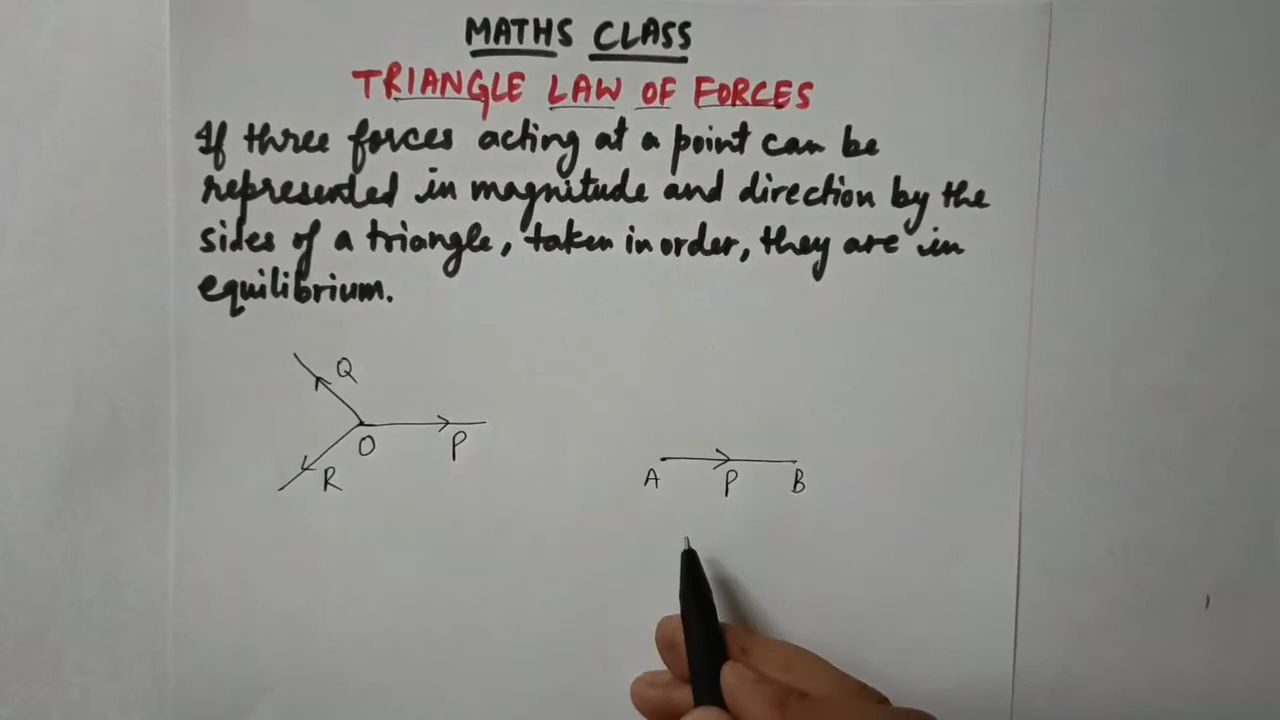 MATHS CLASS
TRIANGLE LAW OF FORCES
If three forces acting at a point can be
represented in magnitude and direction by the
sides of a triangle, taken in order, they are in
equilibrium.
Q
O
P
R
A
P
B